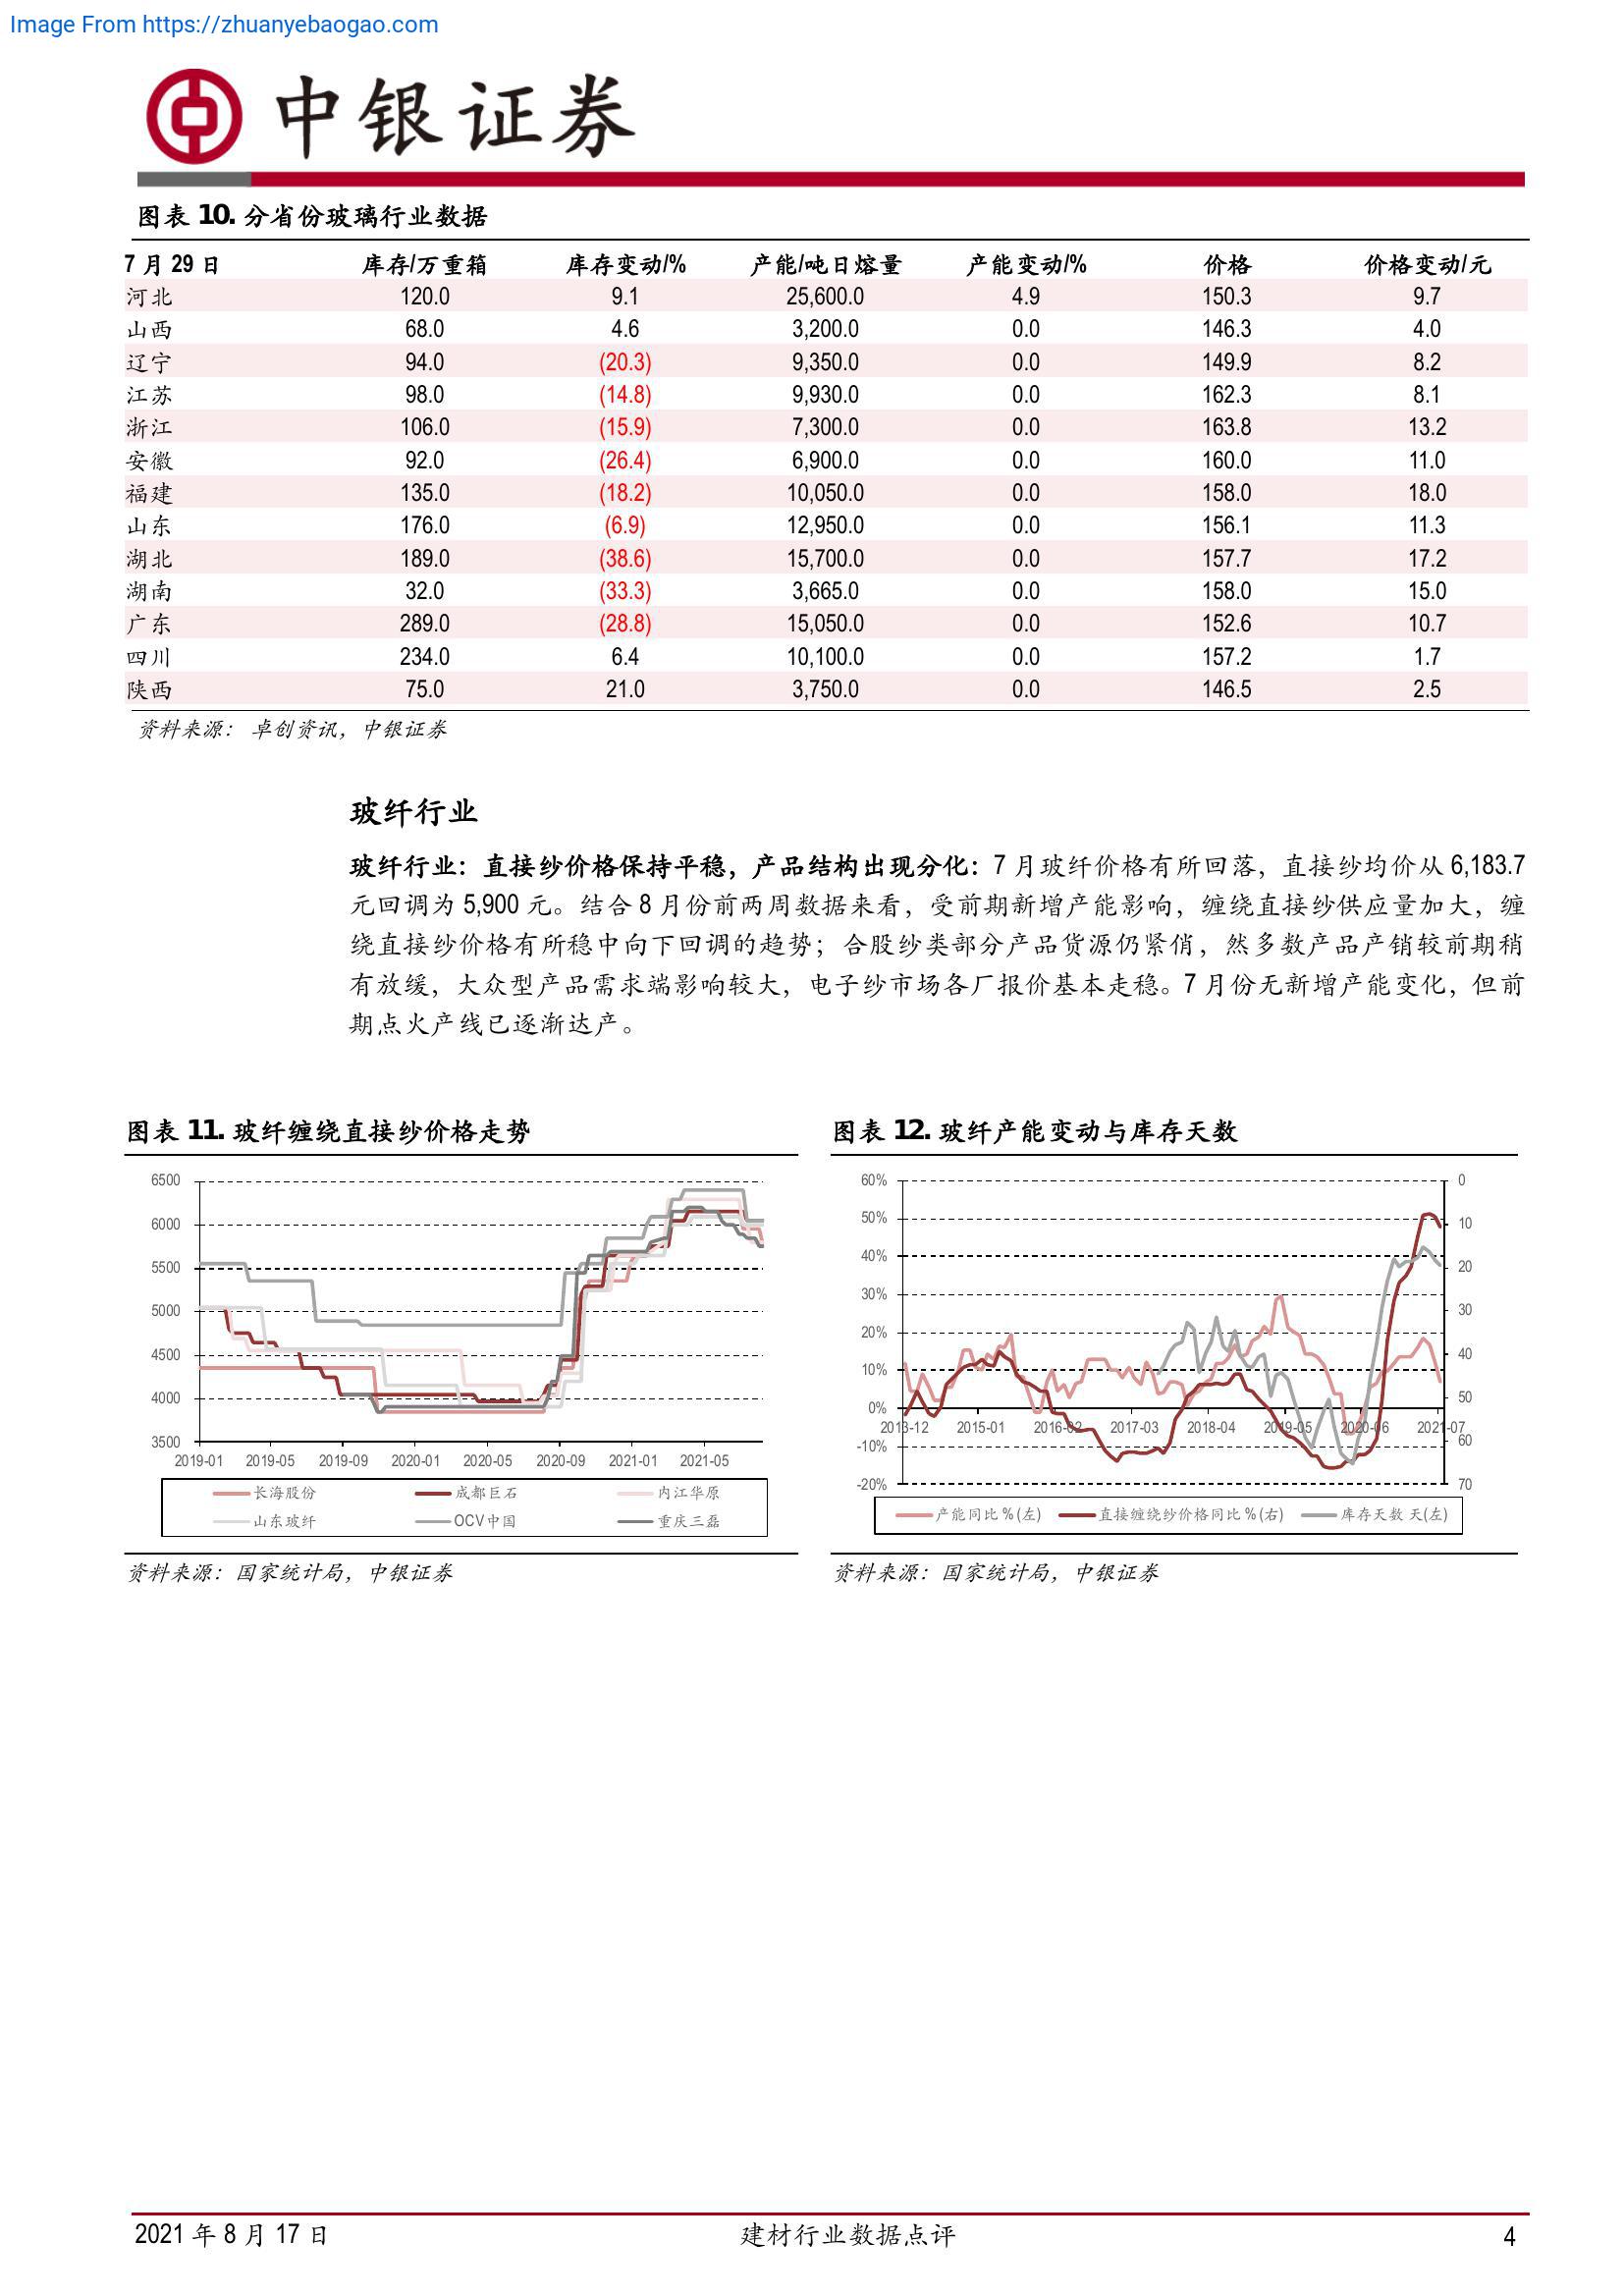 Image From https://zhuanyebaogao.com
中银证券
图表 10. 分省份玻璃行业数据
7 月 29 日 库存/万重箱 库存变动/% 产能/吨日熔量 产能变动/% 价格 价格变动/元
河北 120.0 9.1 25,600.0 4.9 150.3 9.7
山西 68.0 4.6 3,200.0 0.0 146.3 4.0
辽宁 94.0 (20.3) 9,350.0 0.0 149.9 8.2
江苏 98.0 (14.8) 9,930.0 0.0 162.3 8.1
浙江 106.0 (15.9) 7,300.0 0.0 163.8 13.2
安徽 92.0 (26.4) 6,900.0 0.0 160.0 11.0
福建 135.0 (18.2) 10,050.0 0.0 158.0 18.0
山东 176.0 (6.9) 12,950.0 0.0 156.1 11.3
湖北 189.0 (38.6) 15,700.0 0.0 157.7 17.2
湖南 32.0 (33.3) 3,665.0 0.0 158.0 15.0
广东 289.0 (28.8) 15,050.0 0.0 152.6 10.7
四川 234.0 6.4 10,100.0 0.0 157.2 1.7
陕西 75.0 21.0 3,750.0 0.0 146.5 2.5
资料来源： 卓创资讯，中银证券
玻纤行业
玻纤行业：直接纱价格保持平稳，产品结构出现分化：7 月玻纤价格有所回落，直接纱均价从 6,183.7
元回调为 5,900 元。结合 8 月份前两周数据来看，受前期新增产能影响，缠绕直接纱供应量加大，缠
绕直接纱价格有所稳中向下回调的趋势；合股纱类部分产品货源仍紧俏，然多数产品产销较前期稍
有放缓，大众型产品需求端影响较大，电子纱市场各厂报价基本走稳。7 月份无新增产能变化，但前
期点火产线已逐渐达产。
图表 11. 玻纤缠绕直接纱价格走势
6500
6000
5500
5000
4500
4000
3500
2019-01 2019-05 2019-09 2020-01 2020-05 2020-09 2021-01 2021-05
长海股份 成都巨石 内江华原
山东玻纤 OCV中国 重庆三磊
资料来源：国家统计局，中银证券
图表 12. 玻纤产能变动与库存天数
60% 0
50% 10
40% 20
30% 30
20% 40
10% 50
0% 60
-10% 70
-20%
2013-12 2015-01 2016-02 2017-03 2018-04 2019-05 2020-06 2021-07
产能同比 %(左) 直接缠绕纱价格同比 %(右) 库存天数 天(左)
资料来源：国家统计局，中银证券
2021 年 8 月 17 日 建材行业数据点评 4